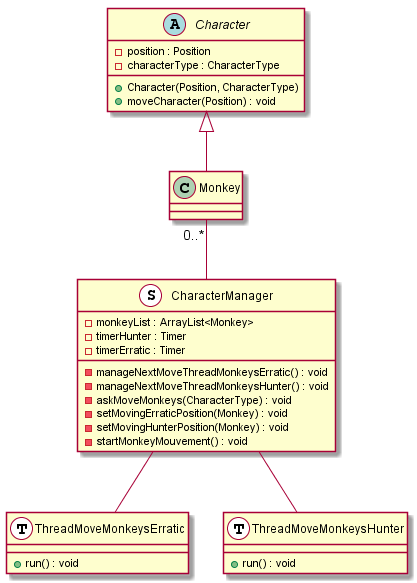 A Character
position : Position
characterType : CharacterType
Character(Position, CharacterType)
moveCharacter(Position) : void
C Monkey
0..*
S CharacterManager
monkeyList : ArrayList<Monkey>
timerHunter : Timer
timerErratic : Timer
manageNextMoveThreadMonkeysErratic() : void
manageNextMoveThreadMonkeysHunter() : void
askMoveMonkeys(CharacterType) : void
setMovingErraticPosition(Monkey) : void
setMovingHunterPosition(Monkey) : void
startMonkeyMouvement() : void
T ThreadMoveMonkeysErratic
run() : void
T ThreadMoveMonkeysHunter
run() : void